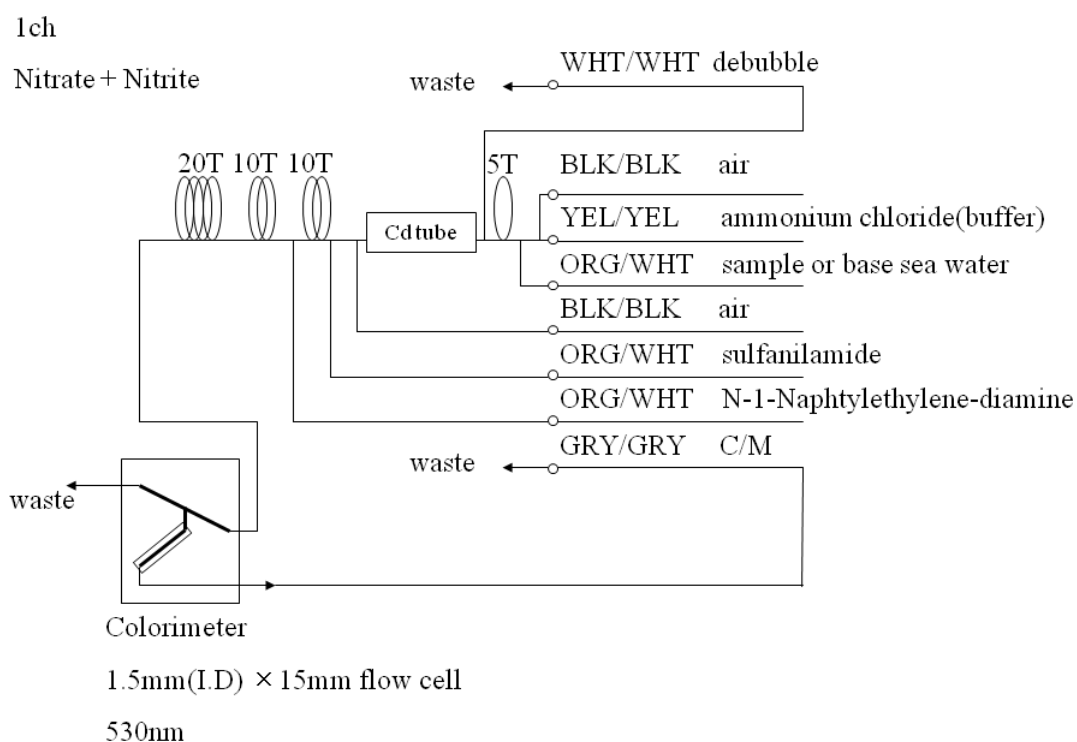 1ch
Nitrate + Nitrite
waste
WHT/WHT debubble
20T 10T 10T
5T
BLK/BLK air
Cd tube
YEL/YEL ammonium chloride(buffer)
ORG/WHT sample or base sea water
BLK/BLK air
ORG/WHT sulfanilamide
ORG/WHT N-1-Naphtylethylene-diamine
waste
GRY/GRY C/M
waste
Colorimeter
1.5mm(I.D) ×15mm flow cell
530nm